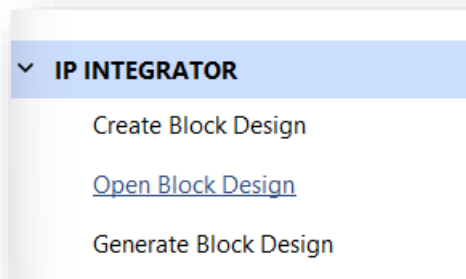 IP INTEGRATOR
Create Block Design
Open Block Design
Generate Block Design